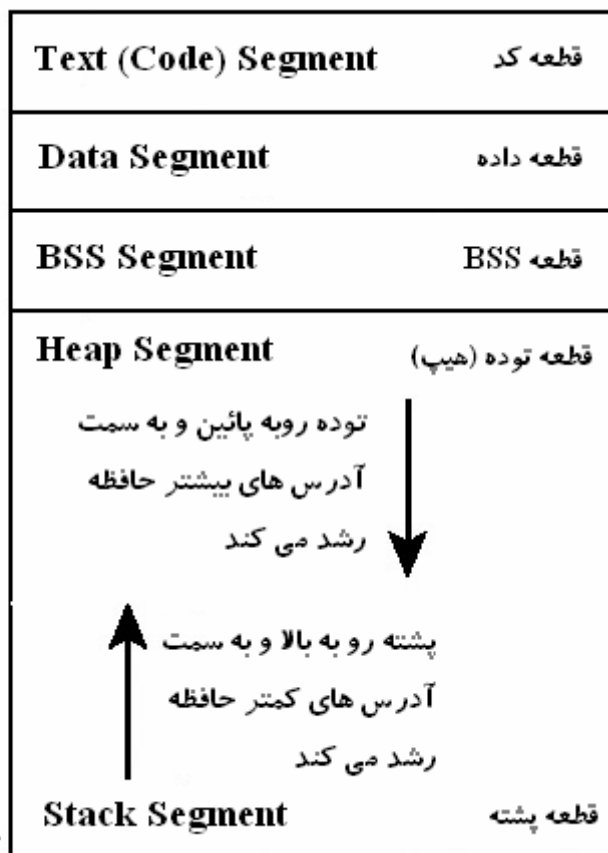 Text (Code) Segment قطعه کد
Data Segment قطعه داده
BSS Segment قطعه BSS
Heap Segment قطعه توده (هیپ)
توده روبه پائین و به سمت
آدرس های بیشتر حافظه
رشد می کند
پشته رو به بالا و به سمت
آدرس های کمتر حافظه
رشد می کند
Stack Segment قطعه پشته